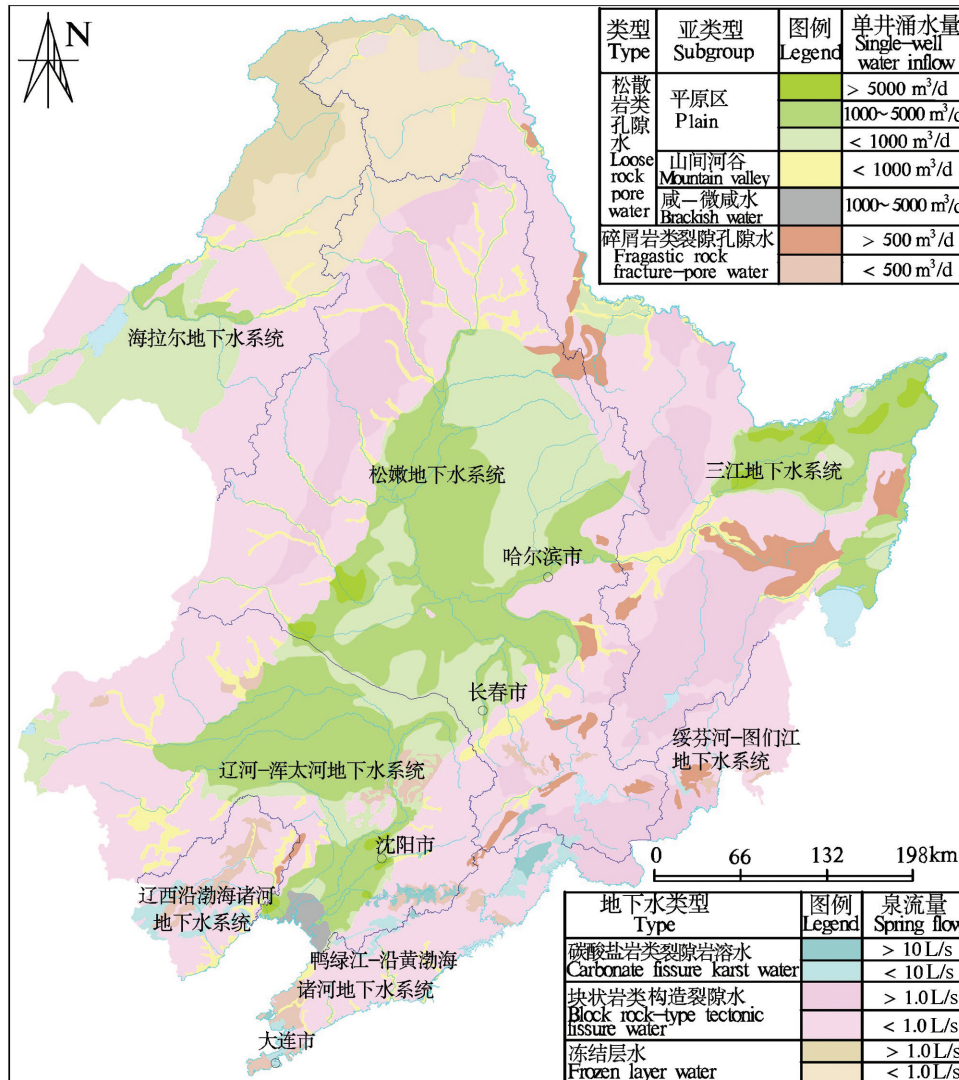 N
类型
Type
亚类型
Subgroup
图例
Legend
单井涌水量
Single-well
water inflow
松散
岩类
孔隙
水
Loose
rock
pore
water
平原区
Plain
> 5000 m³/d
1000~5000 m³/d
< 1000 m³/d
山间河谷
Mountain valley
< 1000 m³/d
咸—微咸水
Brackish water
1000~5000 m³/d
碎屑岩类裂隙孔隙水
Fragastic rock
fracture-pore water
> 500 m³/d
< 500 m³/d
海拉尔地下水系统
松嫩地下水系统
三江地下水系统
哈尔滨市
长春市
绥芬河-图们江
地下水系统
辽河-浑太河地下水系统
沈阳市
辽西沿渤海诸河
地下水系统
鸭绿江-沿黄渤海
诸河地下水系统
大连市
0 66 132 198km
地下水类型
Type
图例
Legend
泉流量
Spring flow
碳酸盐岩类裂隙岩溶水
Carbonate fissure karst water
> 10 L/s
< 10 L/s
块状岩类构造裂隙水
Block rock-type tectonic
fissure water
> 1.0 L/s
< 1.0 L/s
冻结层水
Frozen layer water
> 1.0 L/s
< 1.0 L/s